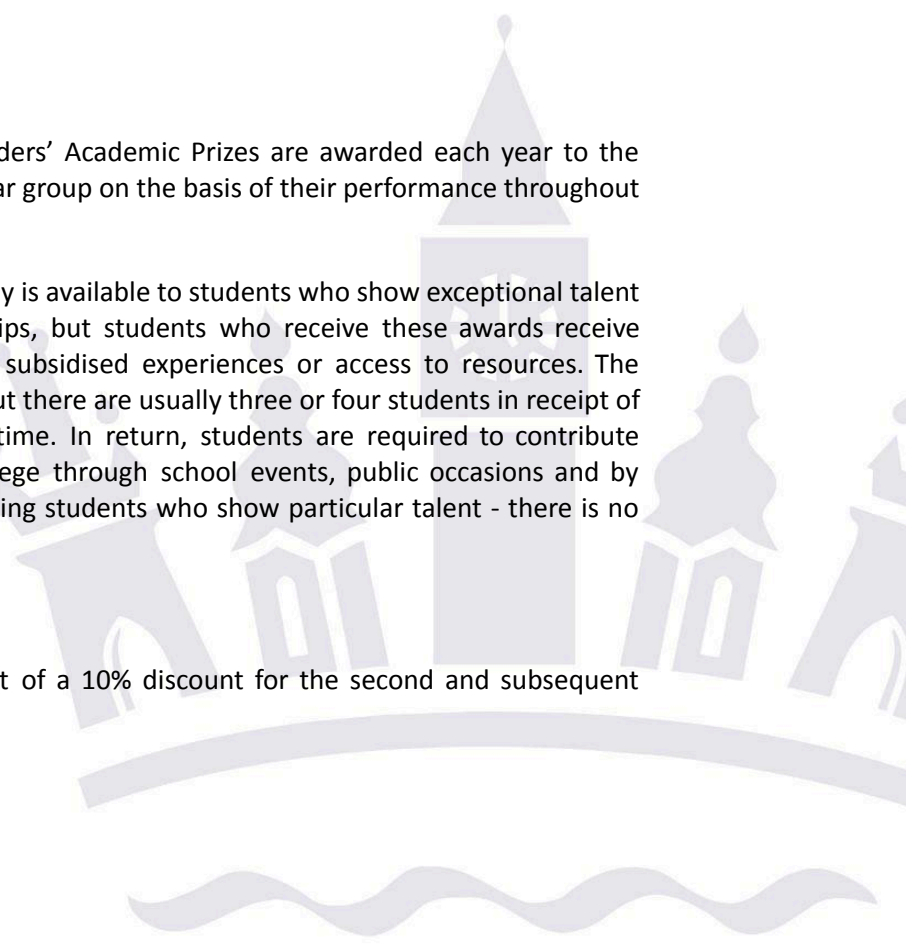 ders’ Academic Prizes are awarded each year to the
ar group on the basis of their performance throughout
y is available to students who show exceptional talent
ips, but students who receive these awards receive
subsidised experiences or access to resources. The
ut there are usually three or four students in receipt of
time. In return, students are required to contribute
ege through school events, public occasions and by
ing students who show particular talent - there is no
t of a 10% discount for the second and subsequent